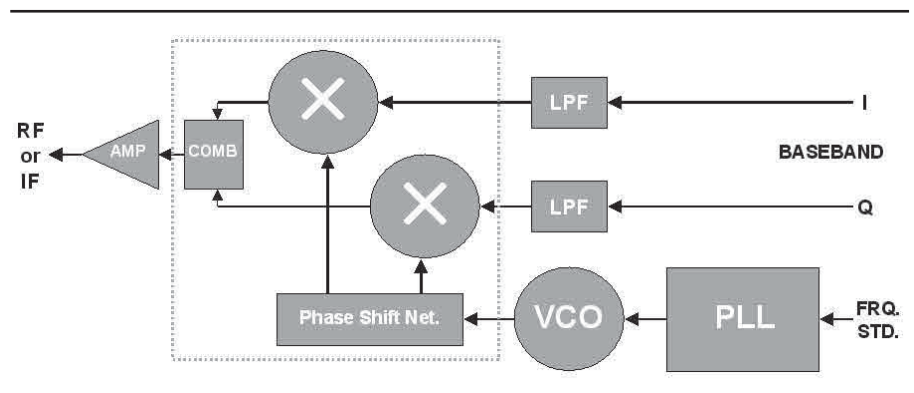 LPF
I
RF
or
IF
AMP
COMB
BASEBAND
LPF
Q
Phase Shift Net.
VCO
PLL
FRQ.
STD.